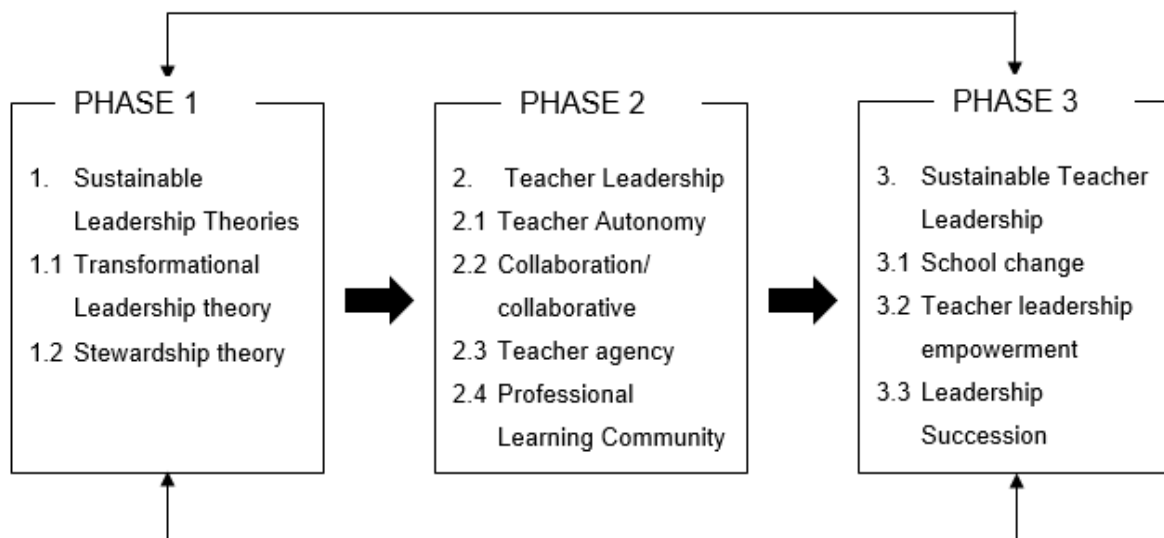 PHASE 1
1. Sustainable
Leadership Theories
1.1 Transformational
Leadership theory
1.2 Stewardship theory
PHASE 2
2. Teacher Leadership
2.1 Teacher Autonomy
2.2 Collaboration/
collaborative
2.3 Teacher agency
2.4 Professional
Learning Community
PHASE 3
3. Sustainable Teacher
Leadership
3.1 School change
3.2 Teacher leadership
empowerment
3.3 Leadership
Succession